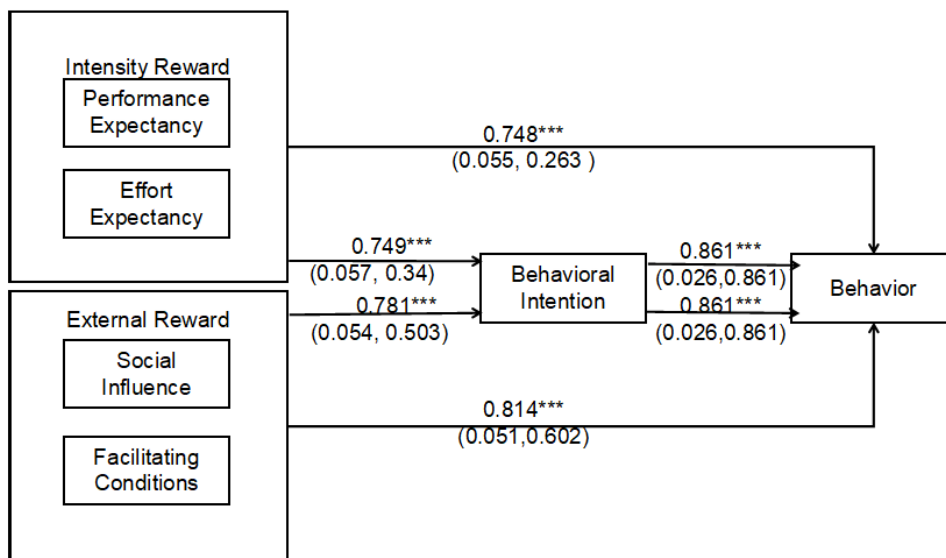 Intensity Reward
Performance
Expectancy
Effort
Expectancy
0.748***
(0.055, 0.263 )
0.749***
(0.057, 0.34)
0.781***
(0.054, 0.503)
Behavioral
Intention
0.861***
(0.026,0.861)
0.861***
(0.026,0.861)
Behavior
External Reward
Social
Influence
Facilitating
Conditions
0.814***
(0.051,0.602)